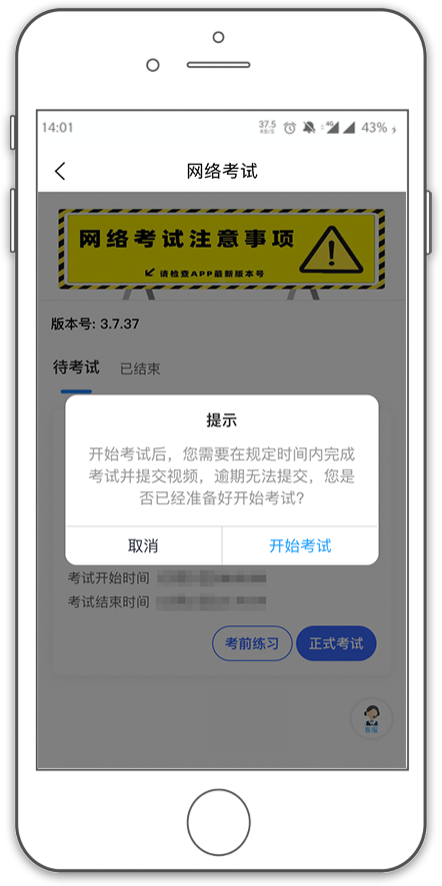 14:01
37.5
KB/S
4G
43%
网络考试
网络考试注意事项
请检查APP最新版本号
版本号: 3.7.37
待考试
已结束
提示
开始考试后，您需要在规定时间内完成
考试并提交视频，逾期无法提交，您是
否已经准备好开始考试?
取消
开始考试
考试开始时间
考试结束时间
考前练习
正式考试
客服